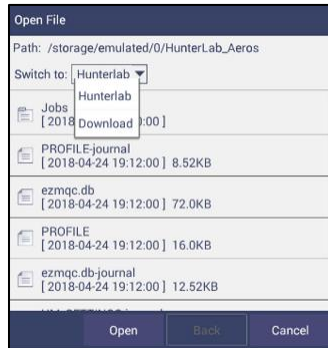 Open File
Path: /storage/emulated/0/HunterLab_Aeros
Switch to: Hunterlab
Hunterlab
Download
Jobs
[ 2018 :00 ]
PROFILE-journal
[ 2018-04-24 19:12:00 ] 8.52KB
ezmqc.db
[ 2018-04-24 19:12:00 ] 72.0KB
PROFILE
[ 2018-04-24 19:12:00 ] 16.0KB
ezmqc.db-journal
[ 2018-04-24 19:12:00 ] 12.52KB
Open Back Cancel